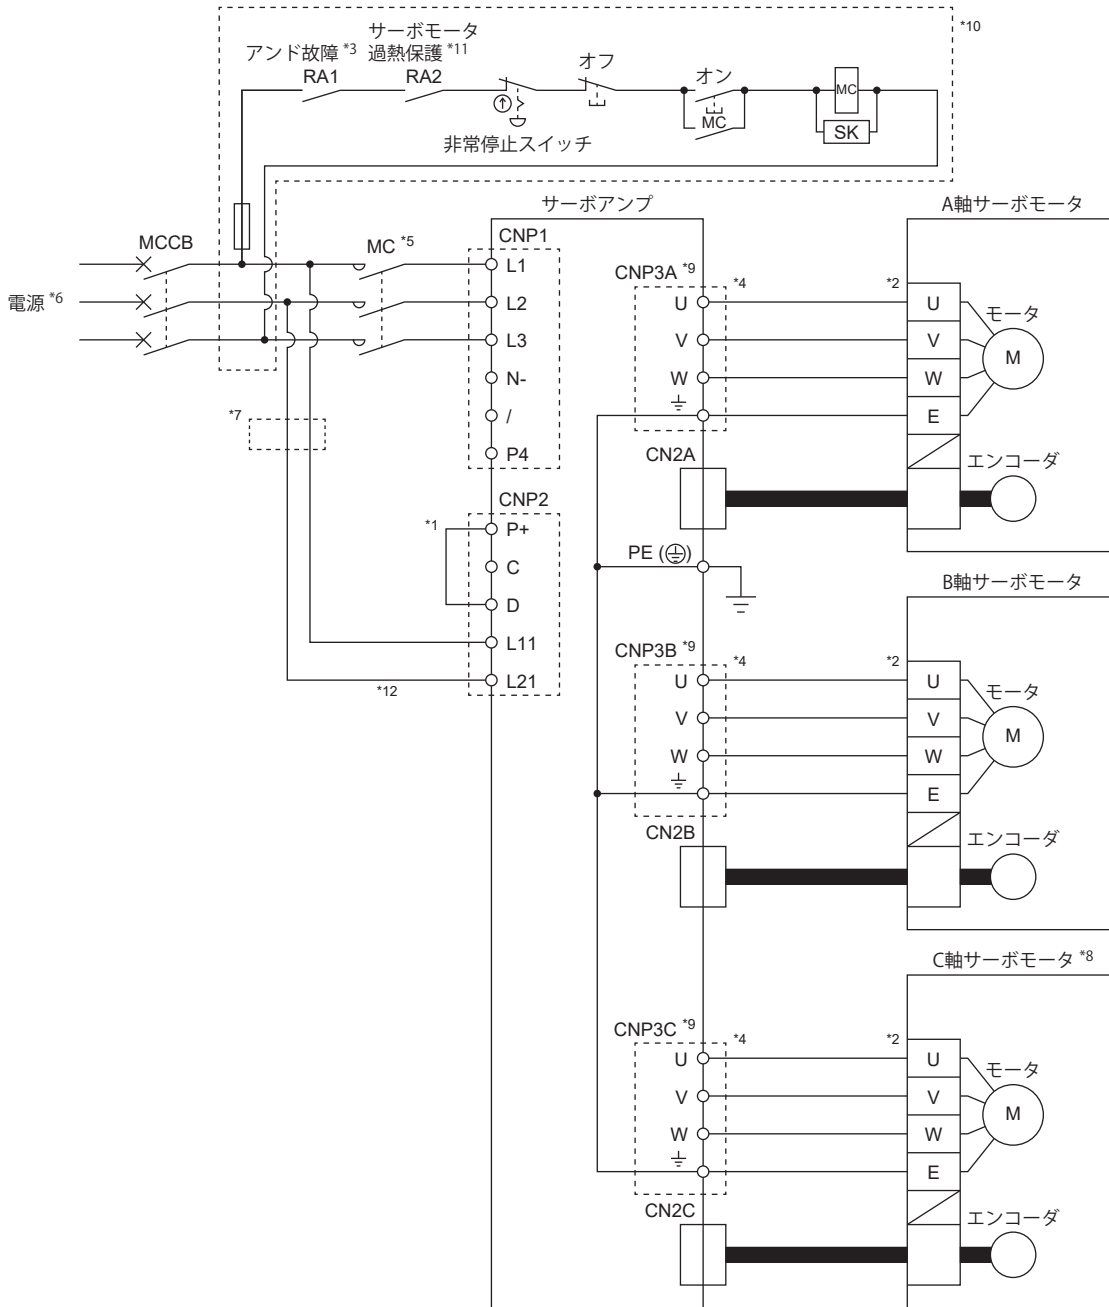 サーボモータ
アンド故障 *3 過熱保護 *11
*10
RA1 RA2 オフ オン MC
MC SK
非常停止スイッチ
サーボアンプ A軸サーボモータ
MCCB MC *5 CNP1
L1 CNP3A *9 *4 *2
電源 *6 L2 U U モータ
L3 V V M
N- W W
*7 / E
P4 CN2A エンコーダ
CNP2
*1 P+
C PE
D B軸サーボモータ
L11 CNP3B *9 *4 *2
*12 L21 U U モータ
V V M
W W
E
CN2B エンコーダ
C軸サーボモータ *8
CNP3C *9 *4 *2
U U モータ
V V M
W W
E
CN2C エンコーダ